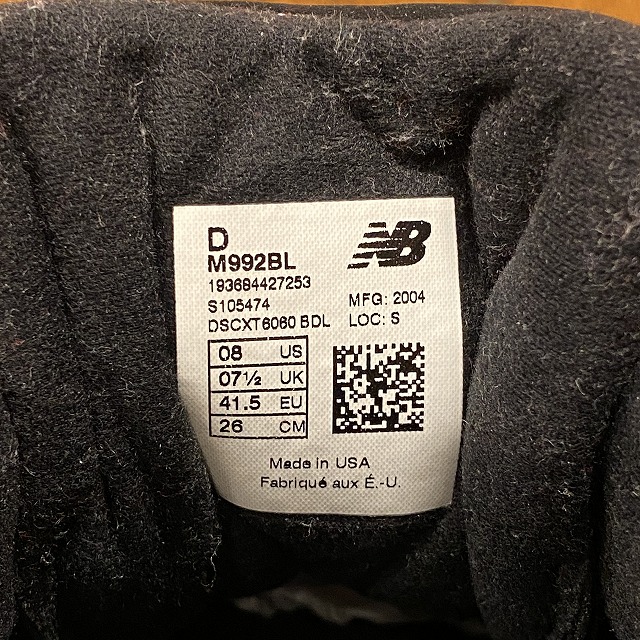 D
NB
M992BL
193684427253
S105474 MFG: 2004
DSCXT6060 BDL LOC: S
08 US
07½ UK
41.5 EU
26 CM
Made in USA
Fabriqué aux É.-U.